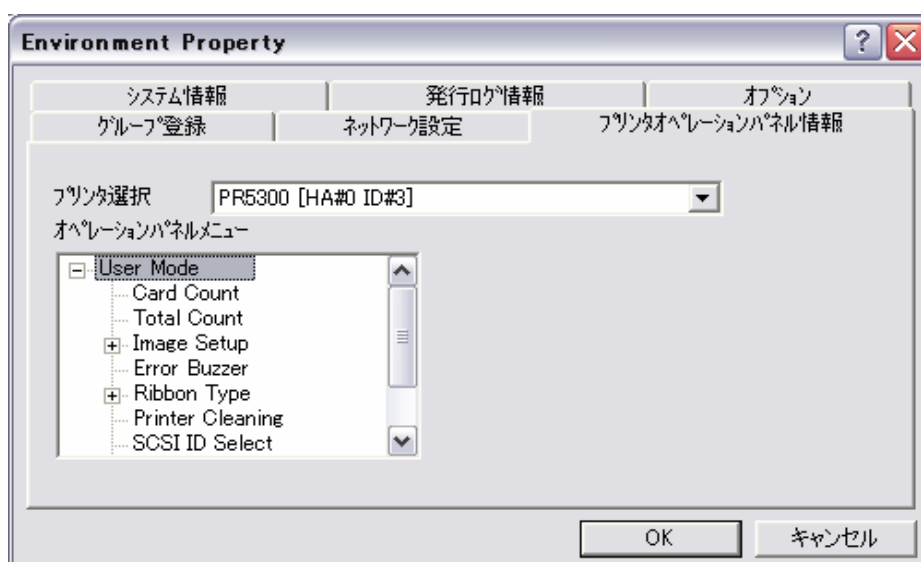 Environment Property
システム情報 発行ログ情報 オプション
グループ登録 ネットワーク設定 プリンタオペレーションパネル情報
プリンタ選択 PR5300 [HA#0 ID#3]
オペレーションパネルメニュー
User Mode
Card Count
Total Count
Image Setup
Error Buzzer
Ribbon Type
Printer Cleaning
SCSI ID Select
OK キャンセル